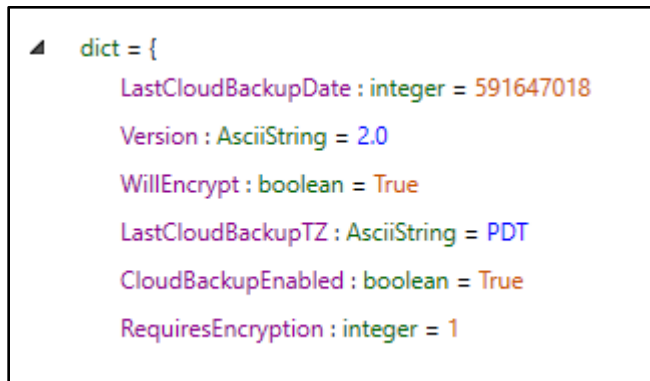 dict = {
LastCloudBackupDate : integer = 591647018
Version : AsciiString = 2.0
WillEncrypt : boolean = True
LastCloudBackupTZ : AsciiString = PDT
CloudBackupEnabled : boolean = True
RequiresEncryption : integer = 1